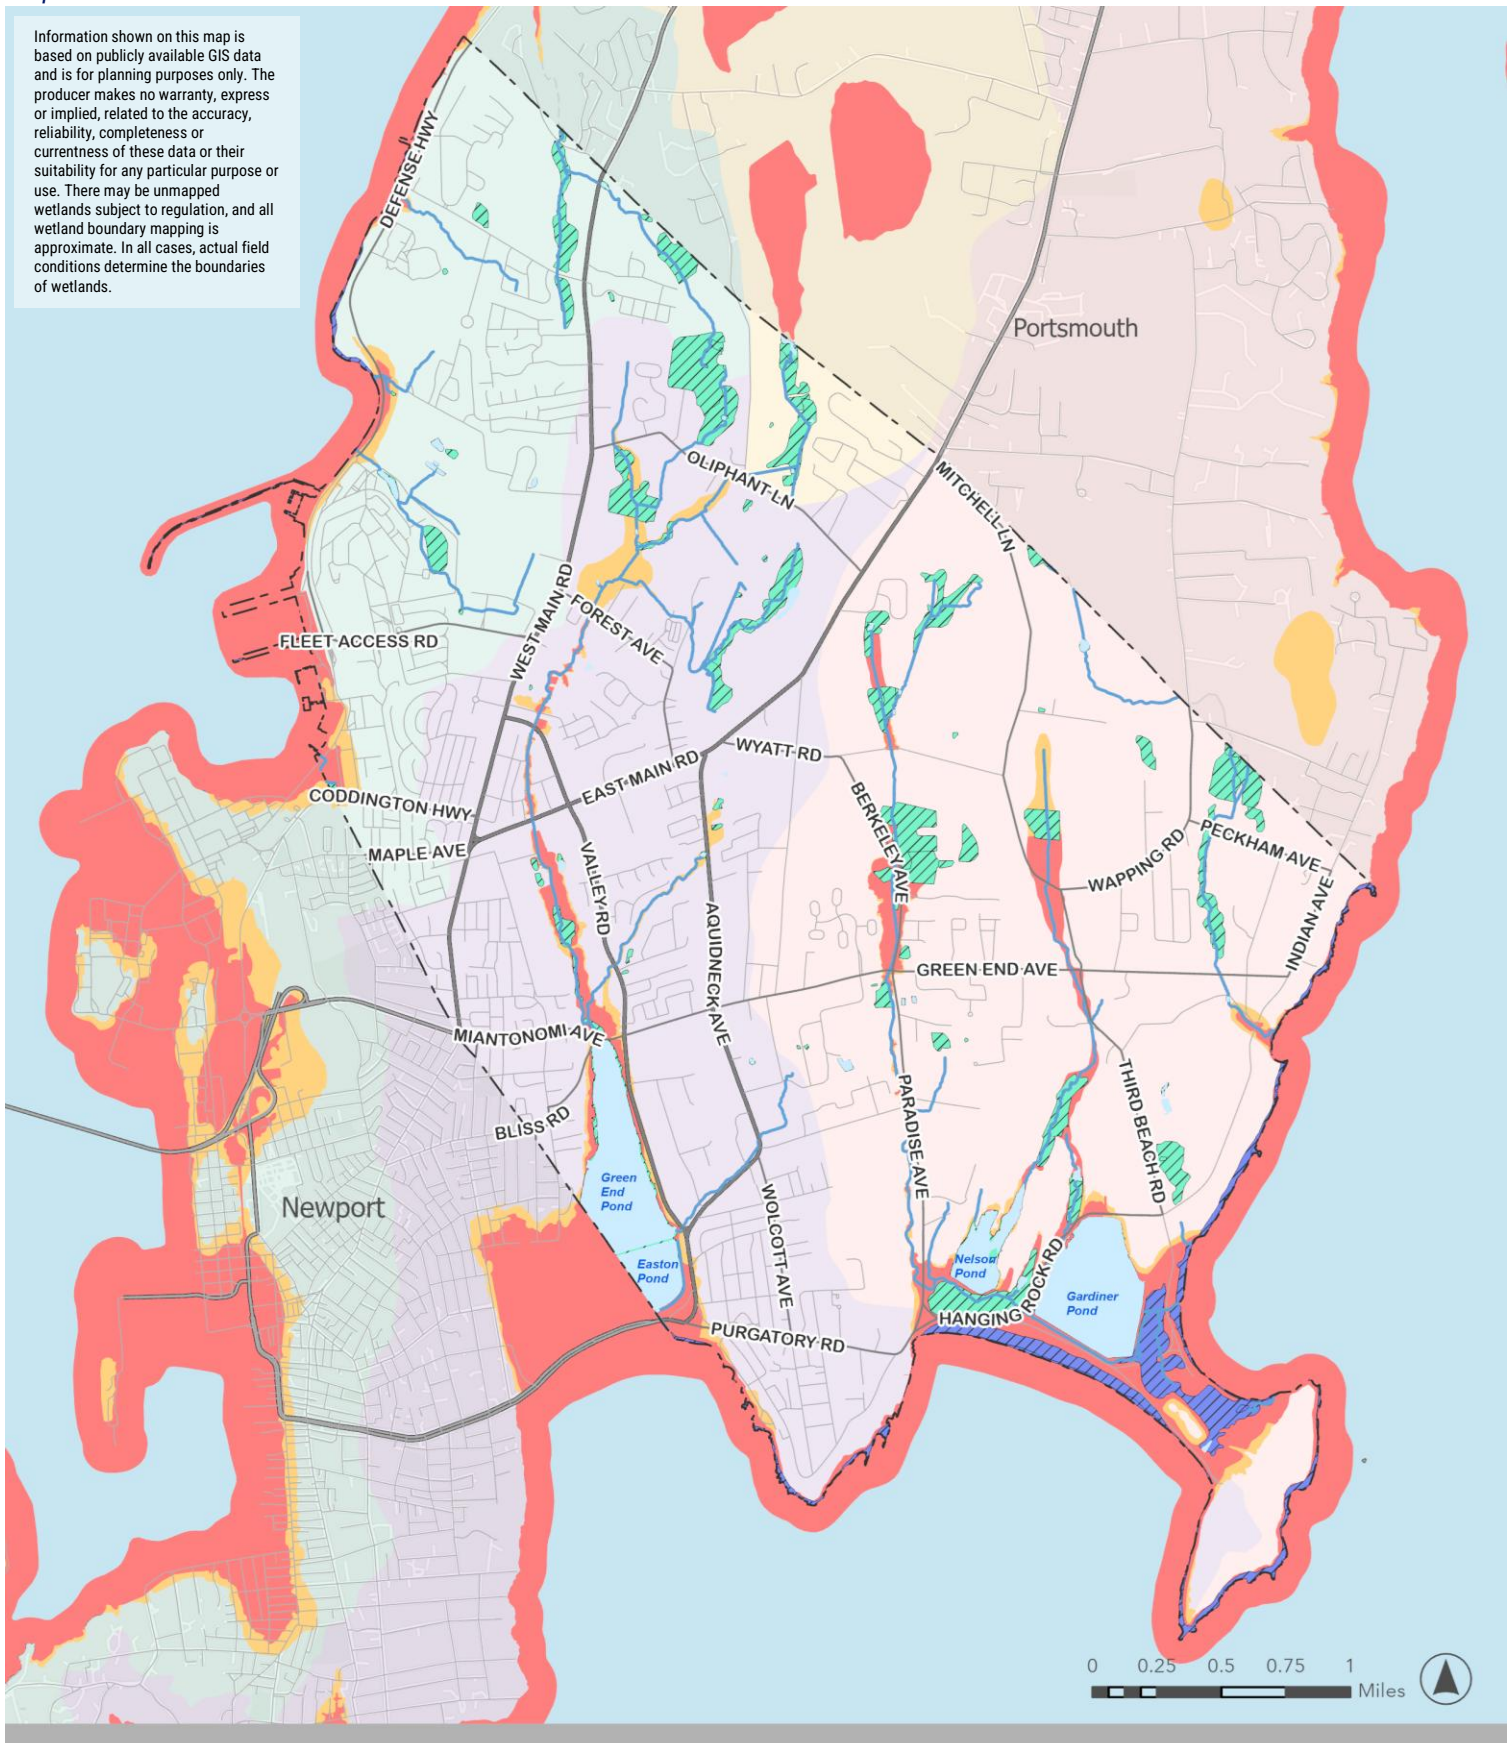 Information shown on this map is
based on publicly available GIS data
and is for planning purposes only. The
producer makes no warranty, express
or implied, related to the accuracy,
reliability, completeness or
currentness of these data or their
suitability for any particular purpose or
use. There may be unmapped
wetlands subject to regulation, and all
wetland boundary mapping is
approximate. In all cases, actual field
conditions determine the boundaries
of wetlands.
DEFENSE HWY
Portsmouth
OLIPHANT LN
MITCHELL LN
WEST MAIN RD
FOREST AVE
FLEET ACCESS RD
WYATT RD
EAST MAIN RD
CODDINGTON HWY
MAPLE AVE
VALLEY RD
BERKELEY AVE
WAPPING RD
PECKHAM AVE
INDIAN AVE
AQUIDNECK AVE
GREEN END AVE
MIANTONOMI AVE
BLISS RD
PARADISE AVE
THIRD BEACH RD
Newport
Green
End
Pond
WOLCOTT AVE
Easton
Pond
Nelson
Pond
HANGING ROCK RD
Gardiner
Pond
PURGATORY RD
0 0.25 0.5 0.75 1
Miles